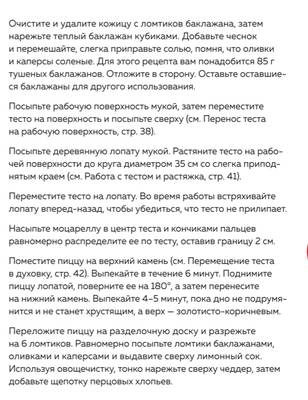 Очистите и удалите кожицу с ломтиков баклажана, затем
нарежьте теплый баклажан кубиками. Добавьте чеснок
и перемешайте, слегка приправьте солью, помня, что оливки
и каперсы соленые. Для этого рецепта вам понадобится 85 г
тушеных баклажанов. Отложите в сторону. Оставьте оставшие-
ся баклажаны для другого использования.
Посыпьте рабочую поверхность мукой, затем переместите
тесто на поверхность и посыпьте сверху (см. Перенос теста
на рабочую поверхность, стр. 38).
Посыпьте деревянную лопату мукой. Растяните тесто на рабо-
чей поверхности до круга диаметром 35 см со слегка припод-
нятым краем (см. Работа с тестом и растяжка, стр. 41).
Переместите тесто на лопату. Во время работы встряхивайте
лопату вперед-назад, чтобы убедиться, что тесто не прилипает.
Насыпьте моцареллу в центр теста и кончиками пальцев
равномерно распределите ее по тесту, оставив границу 2 см.
Поместите пиццу на верхний камень (см. Перемещение теста
в духовку, стр. 42). Выпекайте в течение 6 минут. Поднимите
пиццу лопатой, поверните ее на 180°, а затем перенесите
на нижний камень. Выпекайте 4–5 минут, пока дно не подрумя-
нится и не станет хрустящим, а верх — золотисто-коричневым.
Переложите пиццу на разделочную доску и разрежьте
на 6 ломтиков. Равномерно посыпьте ломтики баклажанами,
оливками и каперсами и выдавите сверху лимонный сок.
Используя овощечистку, тонко нарежьте сверху чеддер, затем
добавьте щепотку перцовых хлопьев.